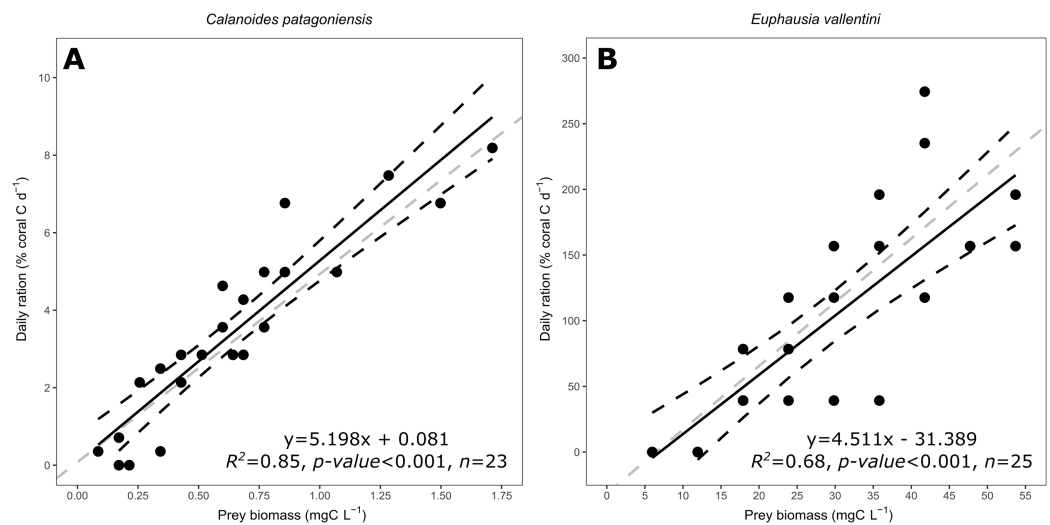 Calanoides patagoniensis
A
Daily ration (% coral C d⁻¹)
10
8
6
4
2
0
y=5.198x + 0.081
R²=0.85, p-value<0.001, n=23
0.00 0.25 0.50 0.75 1.00 1.25 1.50 1.75
Prey biomass (mgC L⁻¹)
Euphausia vallentini
B
Daily ration (% coral C d⁻¹)
300
250
200
150
100
50
0
y=4.511x - 31.389
R²=0.68, p-value<0.001, n=25
0 5 10 15 20 25 30 35 40 45 50 55
Prey biomass (mgC L⁻¹)